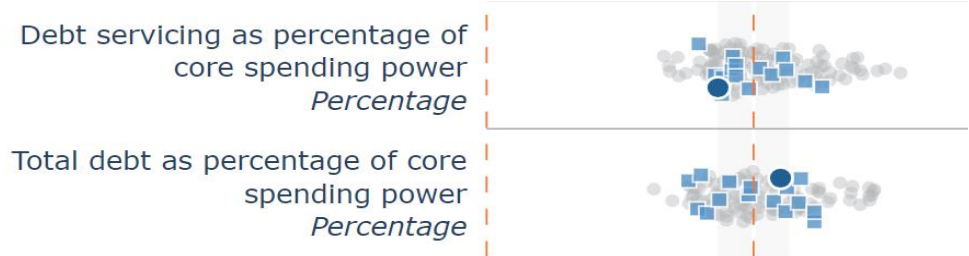 Debt servicing as percentage of
core spending power
Percentage
Total debt as percentage of core
spending power
Percentage